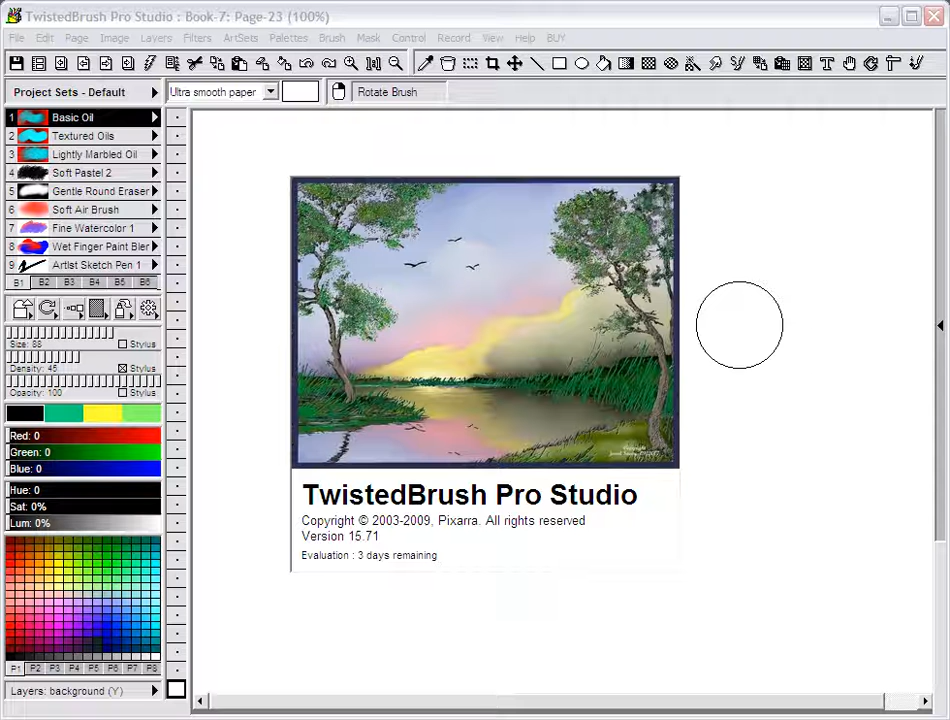 TwistedBrush Pro Studio : Book-7: Page-23 (100%)
File Edit Page Image Layers Filters ArtSets Palettes Brush Mask Control Record View Help BUY
Project Sets - Default
Ultra smooth paper
Rotate Brush
1 Basic Oil
2 Textured Oils
3 Lightly Marbled Oil
4 Soft Pastel 2
5 Gentle Round Eraser
6 Soft Air Brush
7 Fine Watercolor 1
8 Wet Finger Paint Bler
9 Artist Sketch Pen 1
B1 B2 B3 B4 B5 B6
Size: 88 Stylus
Density: 45 Stylus
Opacity: 100 Stylus
Red: 0
Green: 0
Blue: 0
Hue: 0
Sat: 0%
Lum: 0%
P1 P2 P3 P4 P5 P6 P7 P8
Layers: background (Y)
TwistedBrush Pro Studio
Copyright © 2003-2009, Pixarra. All rights reserved
Version 15.71
Evaluation : 3 days remaining